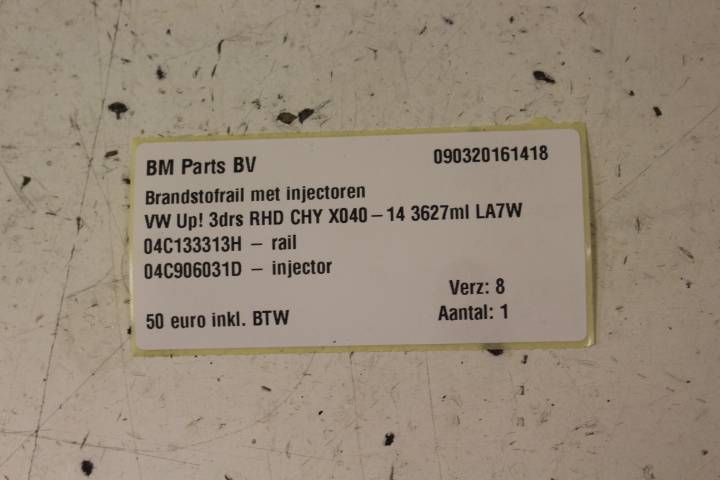 BM Parts BV 090320161418
Brandstofrail met injectoren
VW Up! 3drs RHD CHY X040 – 14 3627ml LA7W
04C133313H – rail
04C906031D – injector
Verz: 8
50 euro inkl. BTW Aantal: 1